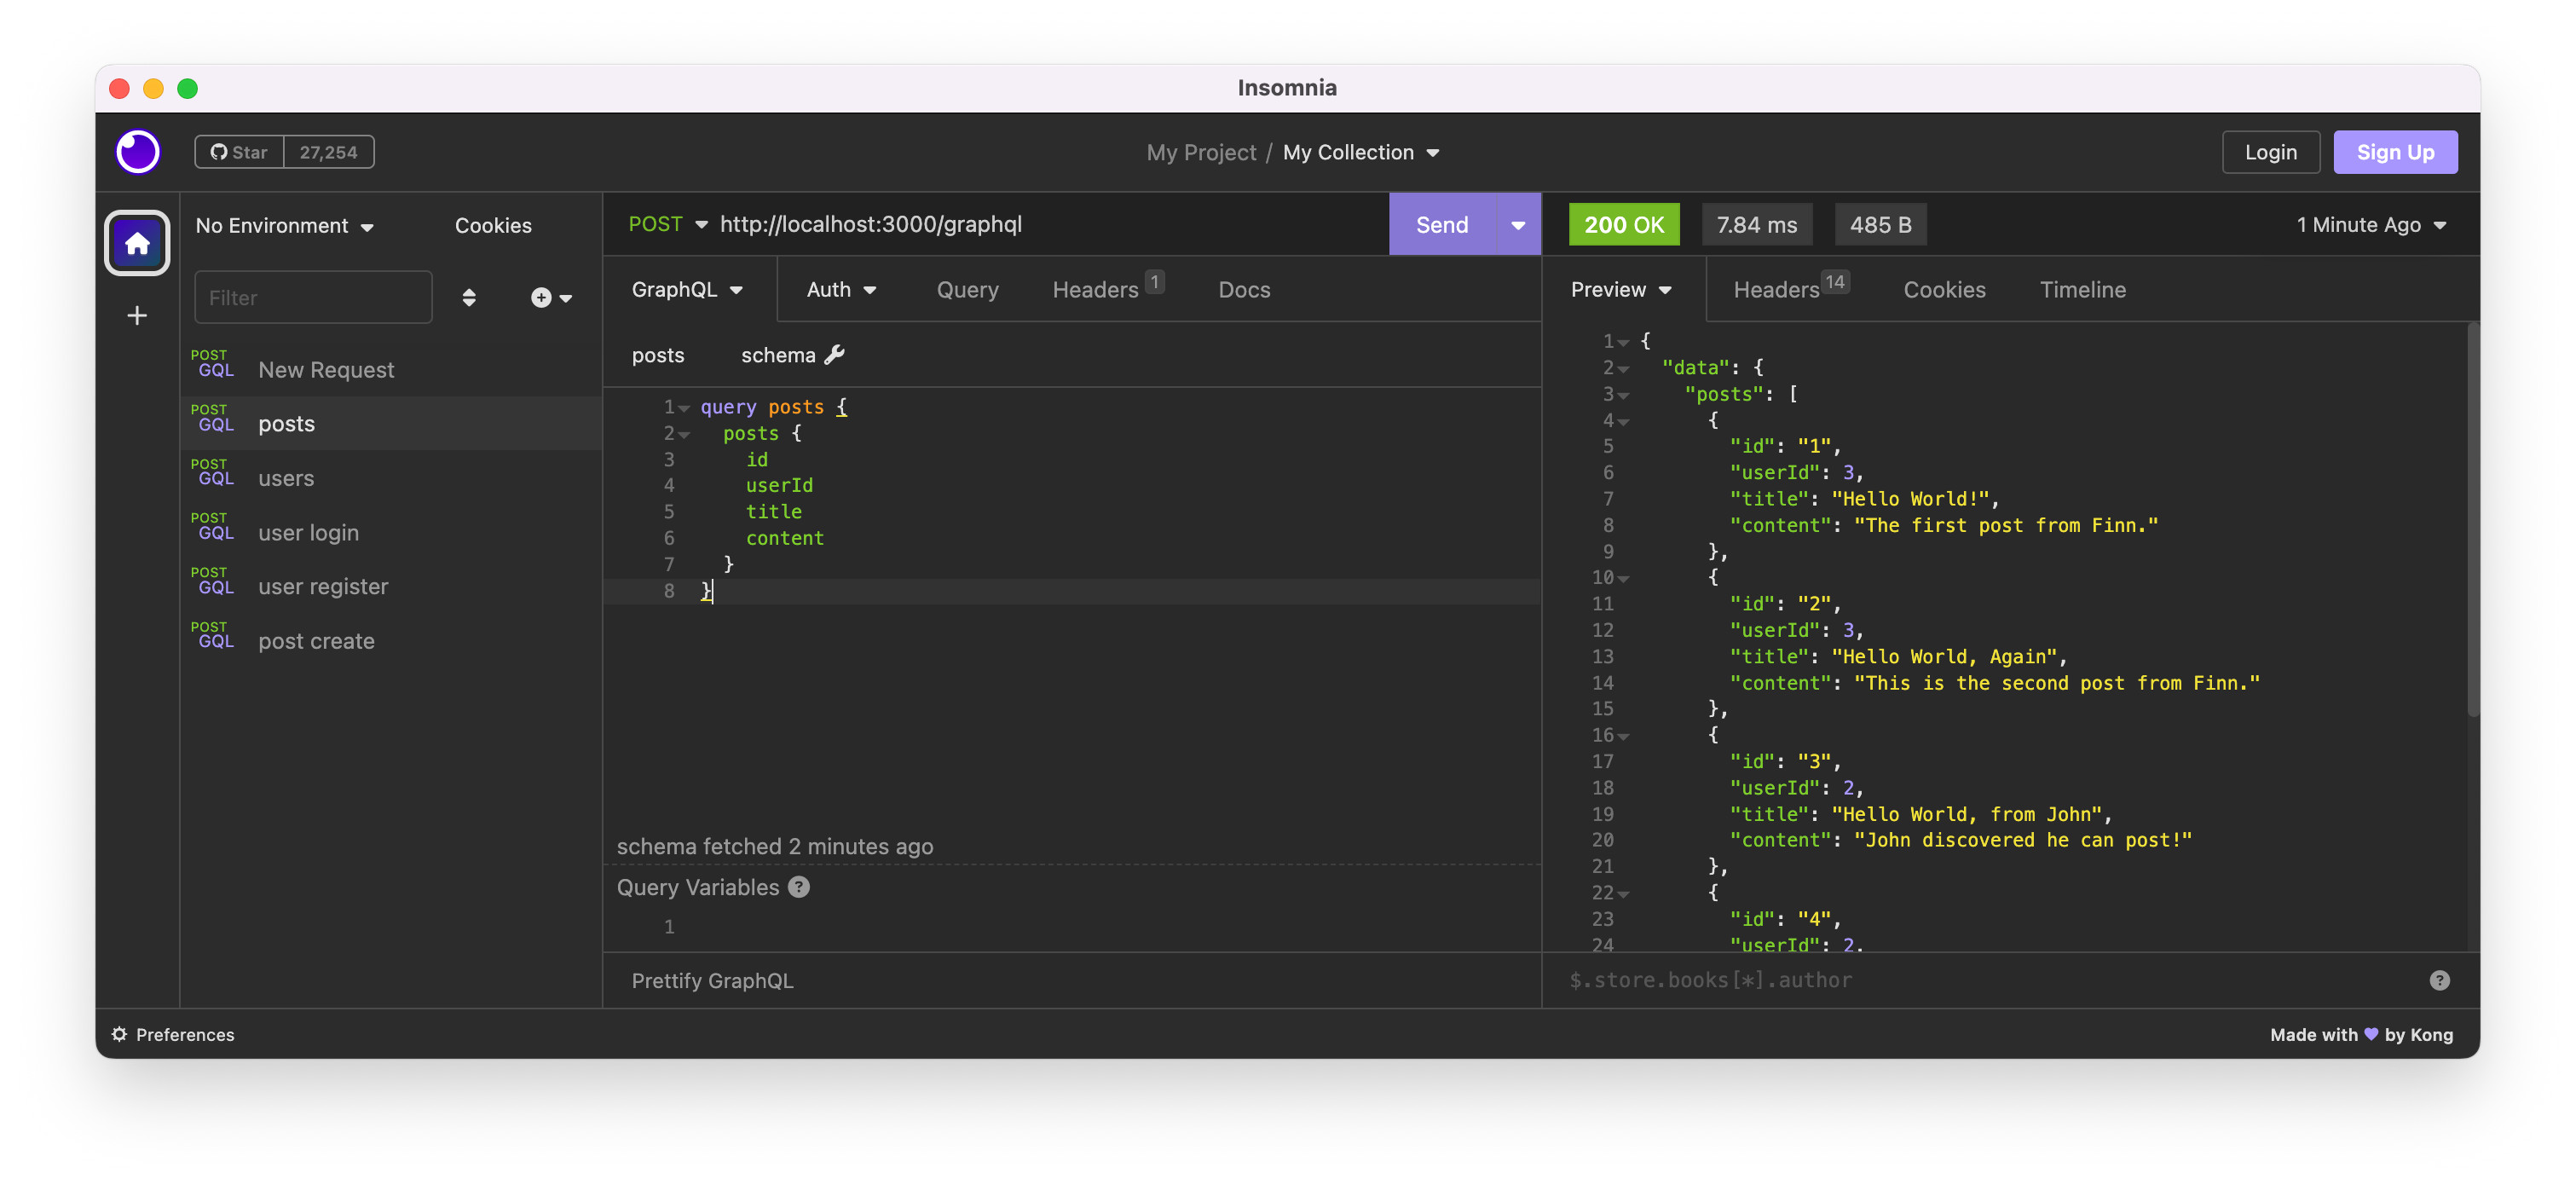 Insomnia
Star 27,254
My Project / My Collection
Login
Sign Up
No Environment
Cookies
Filter
POST GQL New Request
POST GQL posts
POST GQL users
POST GQL user login
POST GQL user register
POST GQL post create
POST http://localhost:3000/graphql
Send
GraphQL Auth Query Headers 1 Docs
posts schema
1 query posts {
2 posts {
3 id
4 userId
5 title
6 content
7 }
8 }
schema fetched 2 minutes ago
Query Variables ?
1
Prettify GraphQL
200 OK 7.84 ms 485 B 1 Minute Ago
Preview Headers 14 Cookies Timeline
1 {
2 "data": {
3 "posts": [
4 {
5 "id": "1",
6 "userId": 3,
7 "title": "Hello World!",
8 "content": "The first post from Finn."
9 },
10 {
11 "id": "2",
12 "userId": 3,
13 "title": "Hello World, Again",
14 "content": "This is the second post from Finn."
15 },
16 {
17 "id": "3",
18 "userId": 2,
19 "title": "Hello World, from John",
20 "content": "John discovered he can post!"
21 },
22 {
23 "id": "4",
24 "userId": 2,
$.store.books[*].author ?
Preferences
Made with by Kong